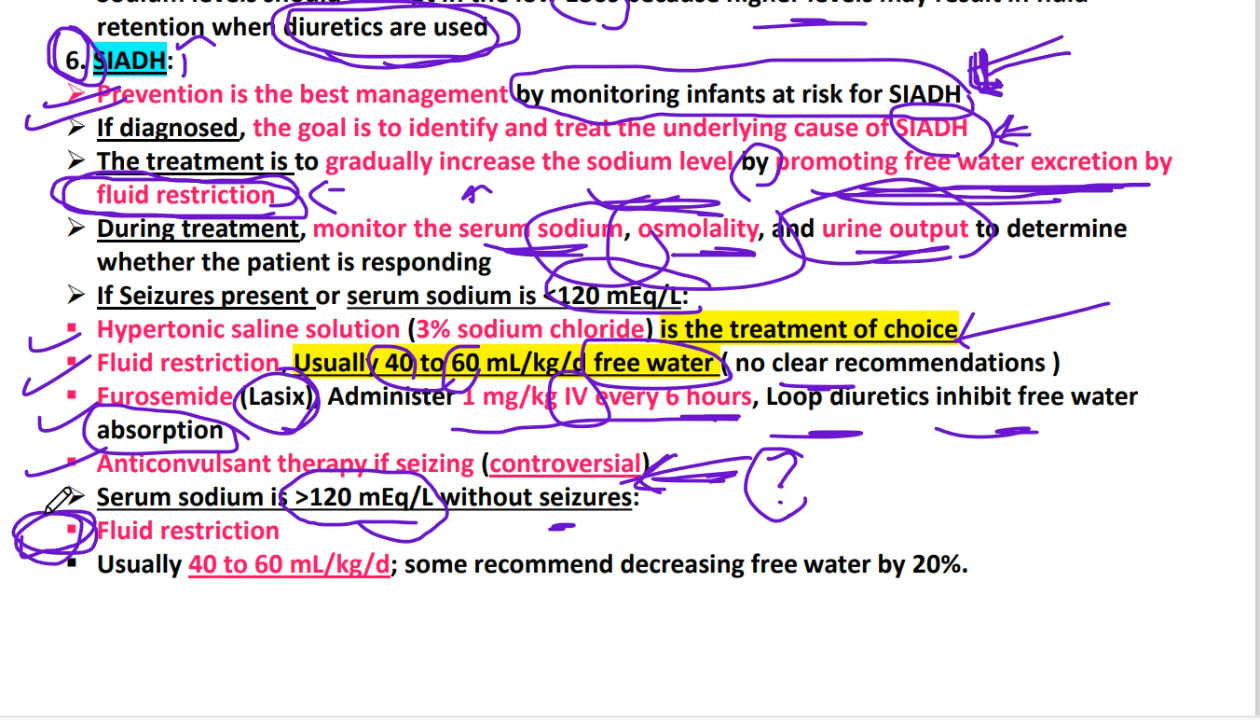 retention when diuretics are used
6. SIADH:
➢ Prevention is the best management by monitoring infants at risk for SIADH
➢ If diagnosed, the goal is to identify and treat the underlying cause of SIADH
➢ The treatment is to gradually increase the sodium level by promoting free water excretion by
fluid restriction
➢ During treatment, monitor the serum sodium, osmolality, and urine output to determine
whether the patient is responding
➢ If Seizures present or serum sodium is <120 mEq/L:
▪ Hypertonic saline solution (3% sodium chloride) is the treatment of choice
▪ Fluid restriction, Usually 40 to 60 mL/kg/d free water ( no clear recommendations )
▪ Furosemide (Lasix), Administer 1 mg/kg IV every 6 hours, Loop diuretics inhibit free water
absorption
▪ Anticonvulsant therapy if seizing (controversial) ?
➢ Serum sodium is >120 mEq/L without seizures:
▪ Fluid restriction
▪ Usually 40 to 60 mL/kg/d; some recommend decreasing free water by 20%.